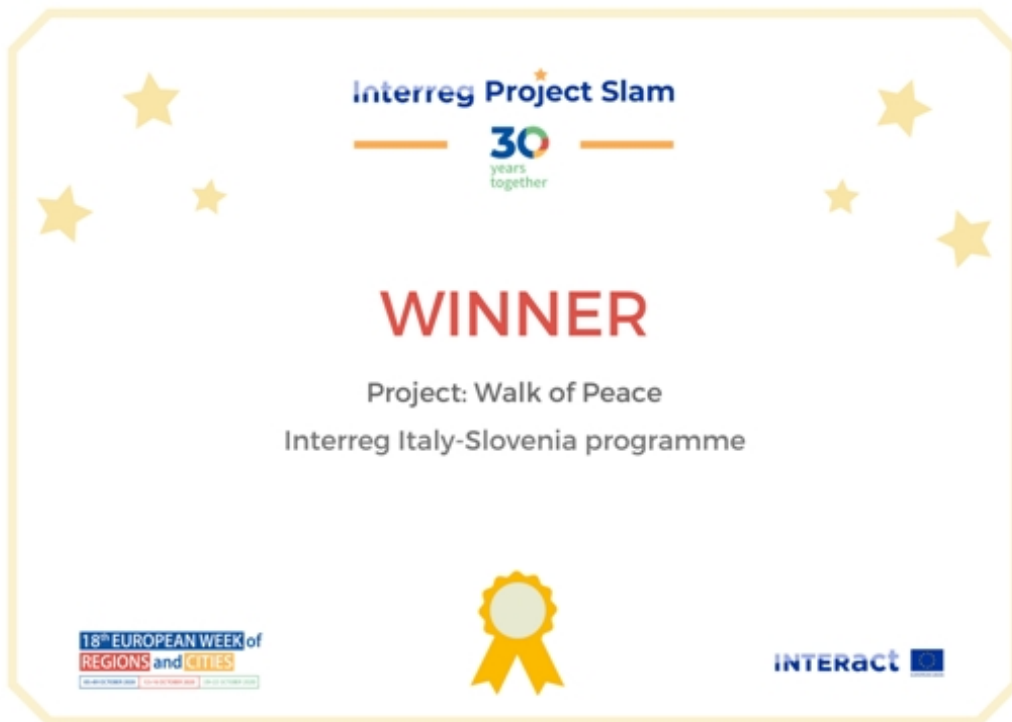 Interreg Project Slam
30
years
together
WINNER
Project: Walk of Peace
Interreg Italy-Slovenia programme
18th EUROPEAN WEEK of
REGIONS and CITIES
INTERact